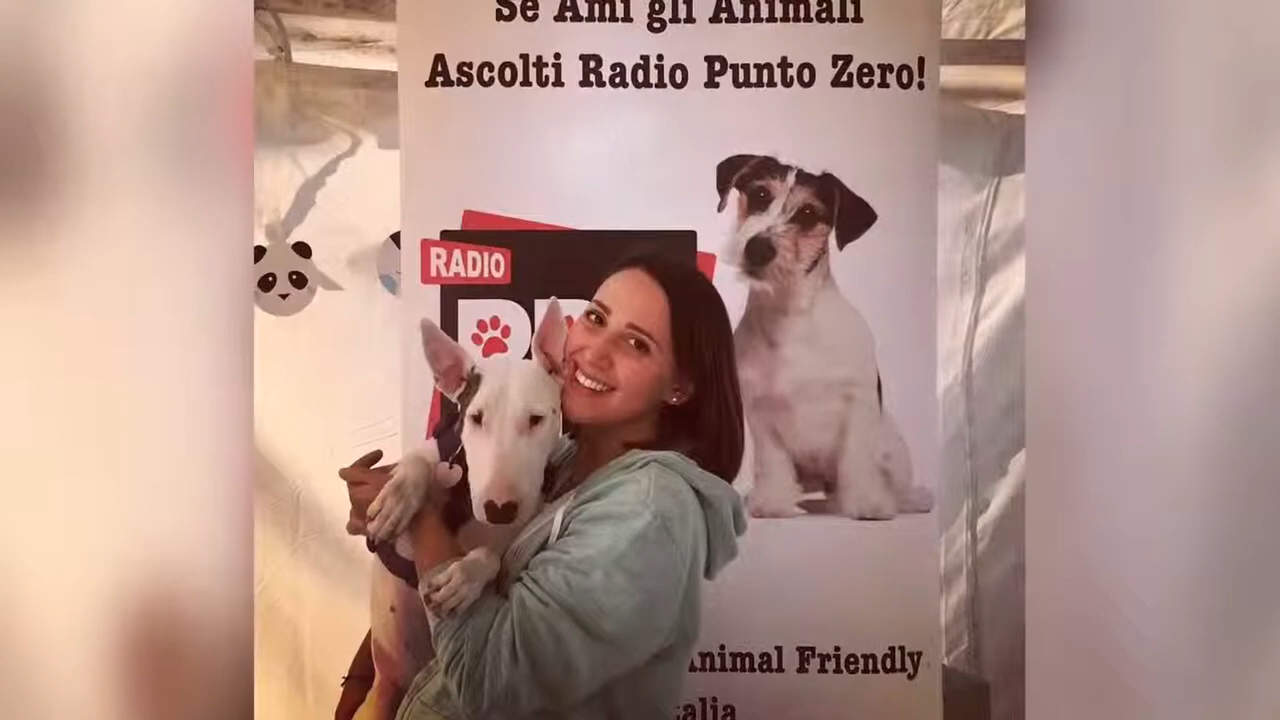 Se Ami gli Animali
Ascolti Radio Punto Zero!
RADIO
Animal Friendly